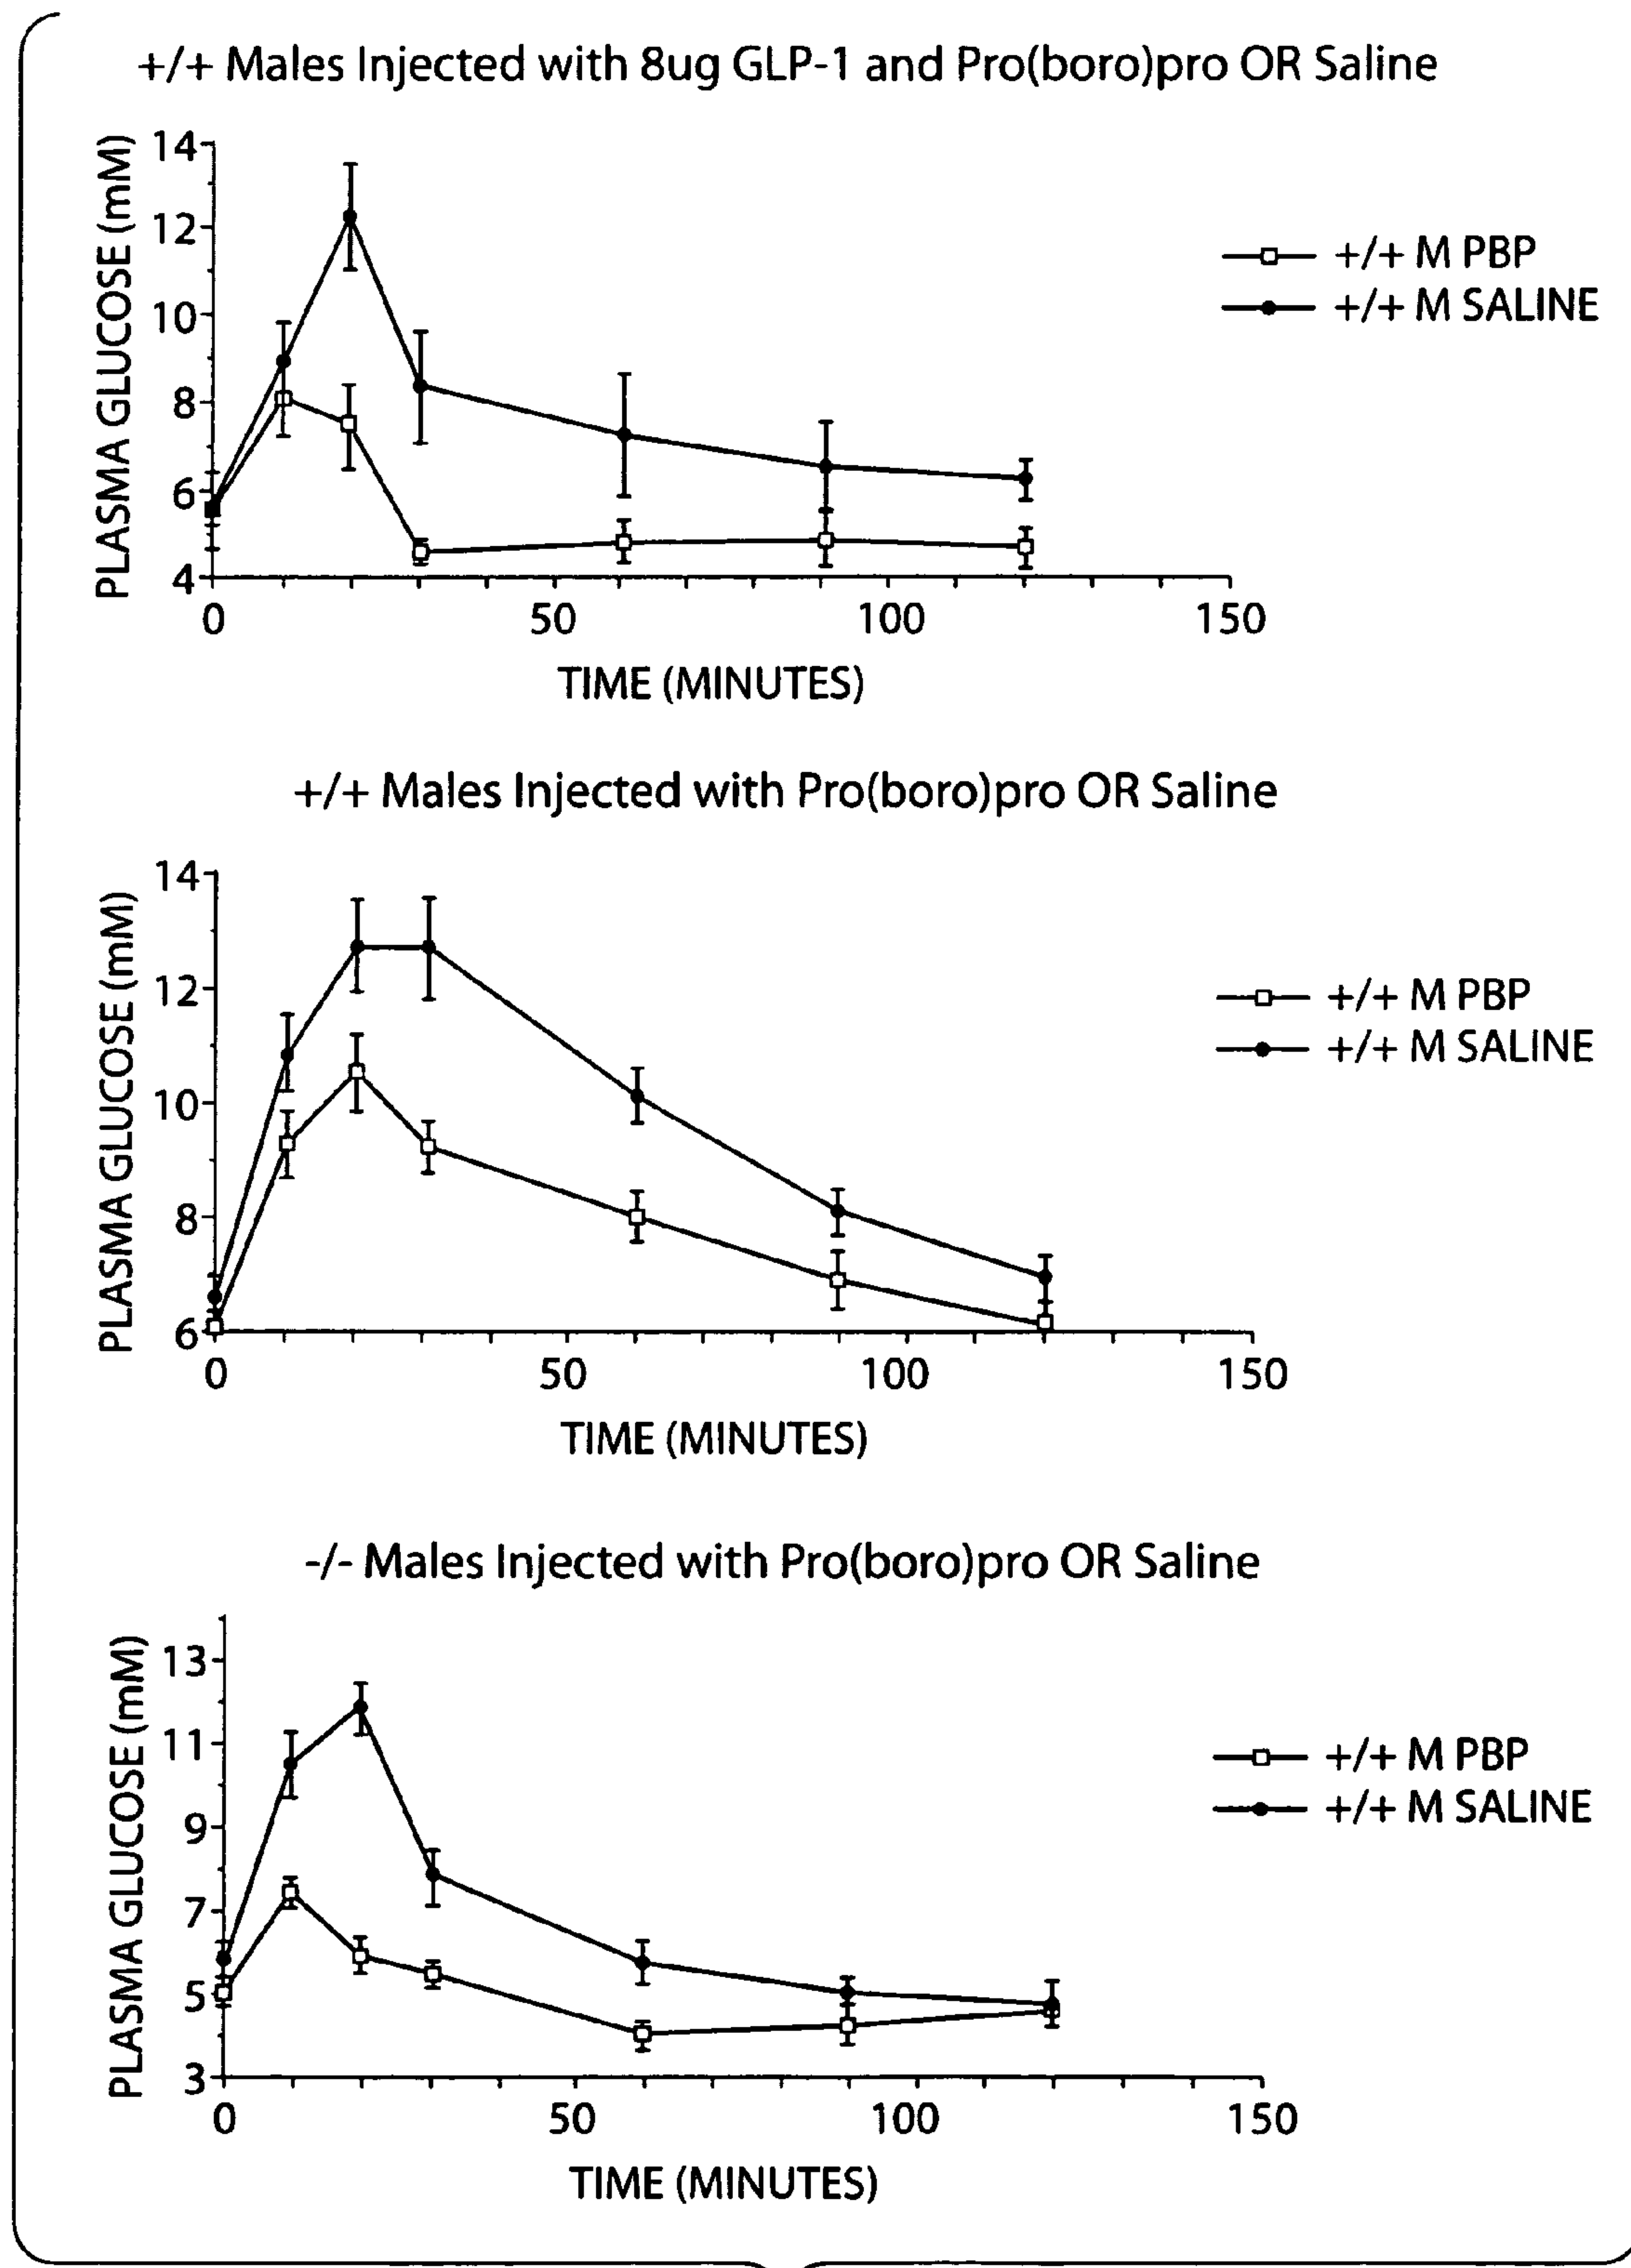 +/+ Males Injected with 8ug GLP-1 and Pro(boro)pro OR Saline
PLASMA GLUCOSE (mM)
14
12
10
8
6
4
0 50 100 150
TIME (MINUTES)
+/+ M PBP
+/+ M SALINE
+/+ Males Injected with Pro(boro)pro OR Saline
PLASMA GLUCOSE (mM)
14
12
10
8
6
0 50 100 150
TIME (MINUTES)
+/+ M PBP
+/+ M SALINE
-/- Males Injected with Pro(boro)pro OR Saline
PLASMA GLUCOSE (mM)
13
11
9
7
5
3
0 50 100 150
TIME (MINUTES)
+/+ M PBP
+/+ M SALINE